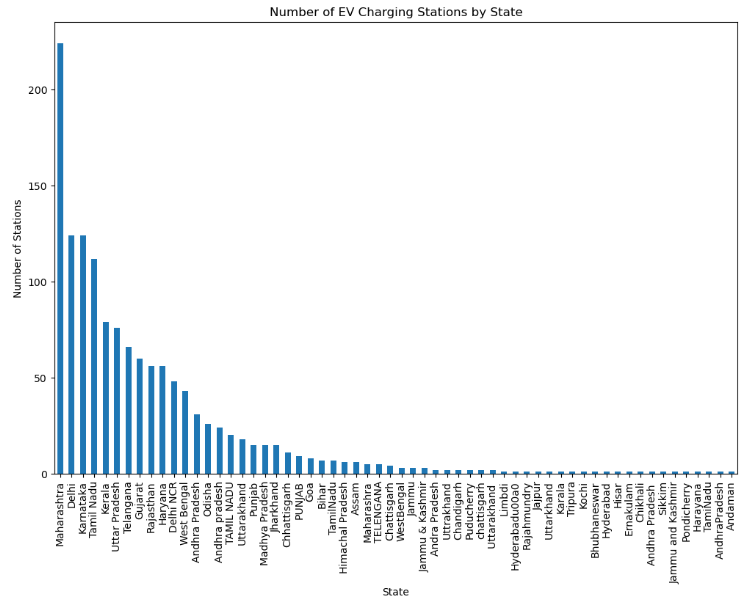 Number of EV Charging Stations by State
Number of Stations
200
150
100
50
0
Maharashtra
Delhi
Karnataka
Tamil Nadu
Kerala
Uttar Pradesh
Telangana
Gujarat
Rajasthan
Haryana
Delhi NCR
West Bengal
Andhra Pradesh
Odisha
Andhra pradesh
TAMIL NADU
Uttarakhand
Punjab
Madhya Pradesh
Jharkhand
Chhattisgarh
PUNJAB
Goa
Bihar
TamilNadu
Himachal Pradesh
Assam
Maharashra
TELENGANA
Chattisgarh
WestBengal
Jammu
Jammu & Kashmir
Andra Pradesh
Uttrakhand
Chandigarh
Puducherry
chattisgarh
Uttarakhand
Limbdi
Hyderabadu00a0
Rajahmundry
Jajpur
Uttarkhand
Karala
Tripura
Kochi
Bhubhaneswar
Hyderabad
Hisar
Ernakulam
Chikhali
Andhra Pradesh
Sikkim
Jammu and Kashmir
Pondicherry
Harayana
TamiNadu
AndhraPradesh
Andaman
State